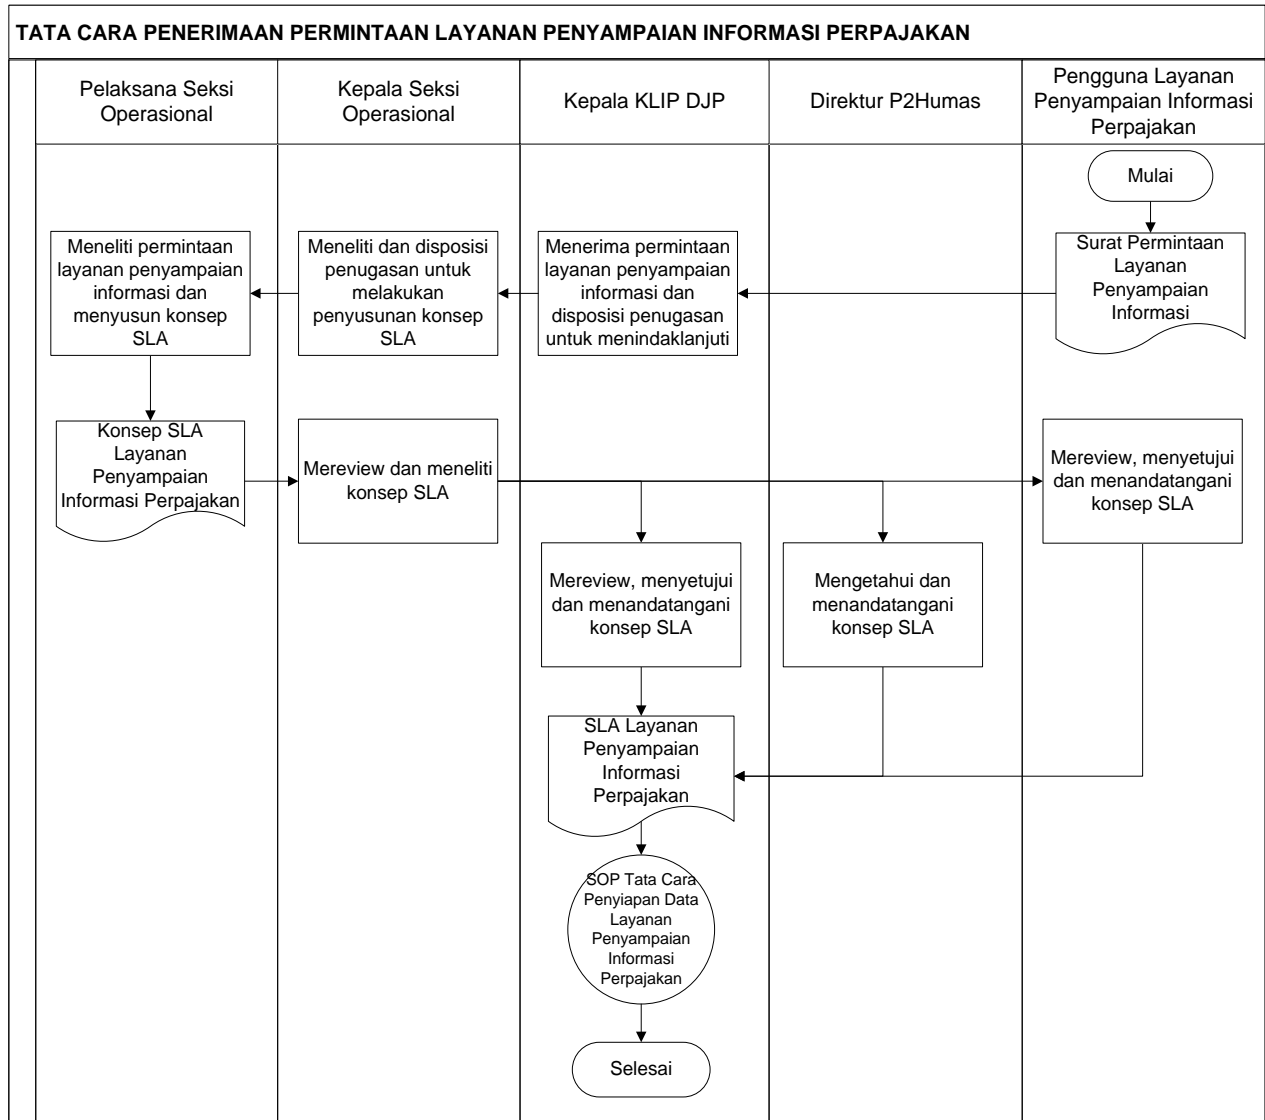 TATA CARA PENERIMAAN PERMINTAAN LAYANAN PENYAMPAIAN INFORMASI PERPAJAKAN
Pelaksana Seksi
Operasional
Kepala Seksi
Operasional
Kepala KLIP DJP
Direktur P2Humas
Pengguna Layanan
Penyampaian Informasi
Perpajakan
Mulai
Meneliti permintaan
layanan penyampaian
informasi dan
menyusun konsep
SLA
Meneliti dan disposisi
penugasan untuk
melakukan
penyusunan konsep
SLA
Menerima permintaan
layanan penyampaian
informasi dan
disposisi penugasan
untuk menindaklanjuti
Surat Permintaan
Layanan
Penyampaian
Informasi
Konsep SLA
Layanan
Penyampaian
Informasi Perpajakan
Mereview dan meneliti
konsep SLA
Mereview, menyetujui
dan menandatangani
konsep SLA
Mereview, menyetujui
dan menandatangani
konsep SLA
Mengetahui dan
menandatangani
konsep SLA
SLA Layanan
Penyampaian
Informasi
Perpajakan
SOP Tata Cara
Penyiapan Data
Layanan
Penyampaian
Informasi
Perpajakan
Selesai